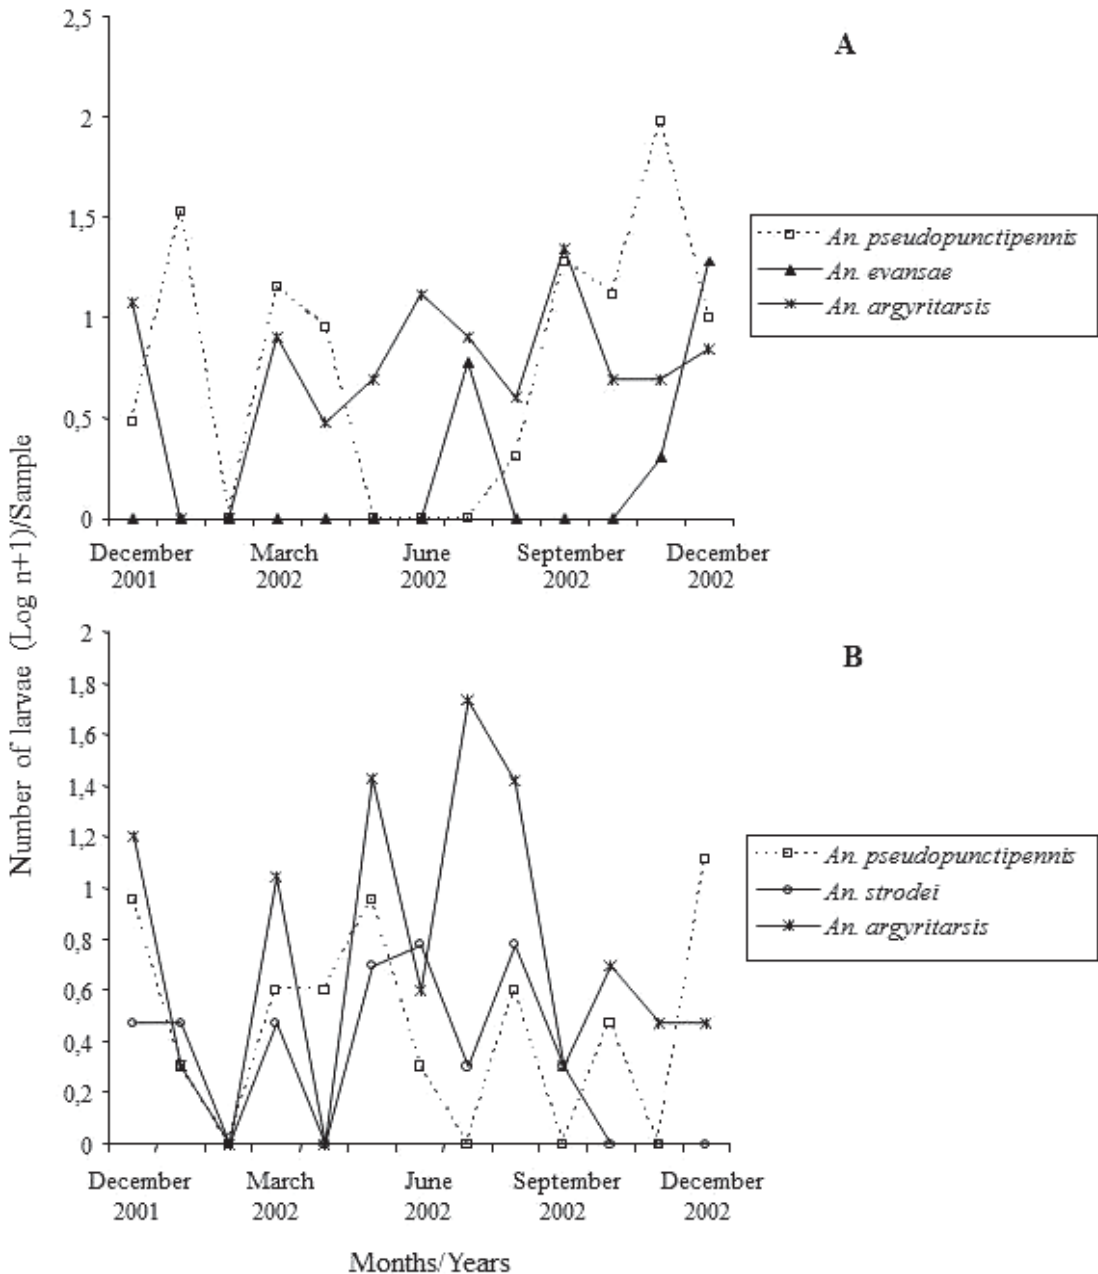 2,5
A
2
1,5
An. pseudopunctipennis
An. evansae
An. argyritarsis
1
0,5
0
December March June September December
2001 2002 2002 2002 2002
Number of larvae (Log n+1)/Sample
2
B
1,8
1,6
1,4
1,2
An. pseudopunctipennis
An. strodei
An. argyritarsis
1
0,8
0,6
0,4
0,2
0
December March June September December
2001 2002 2002 2002 2002
Months/Years